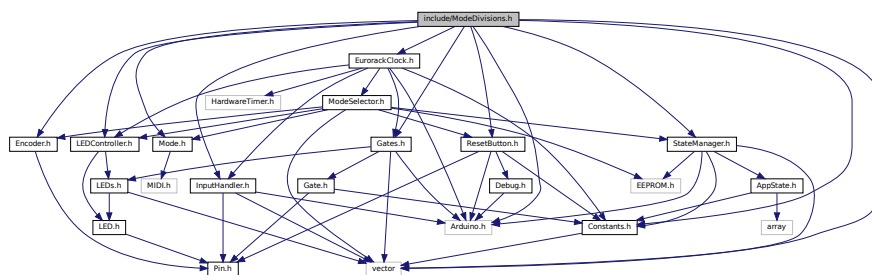 include/ModeDivisions.h
EurorackClock.h
HardwareTimer.h
ModeSelector.h
Encoder.h
LEDController.h
Mode.h
Gates.h
ResetButton.h
StateManager.h
LEDs.h
MIDI.h
InputHandler.h
Gate.h
Debug.h
EEPROM.h
AppState.h
LED.h
Arduino.h
Constants.h
array
Pin.h
vector